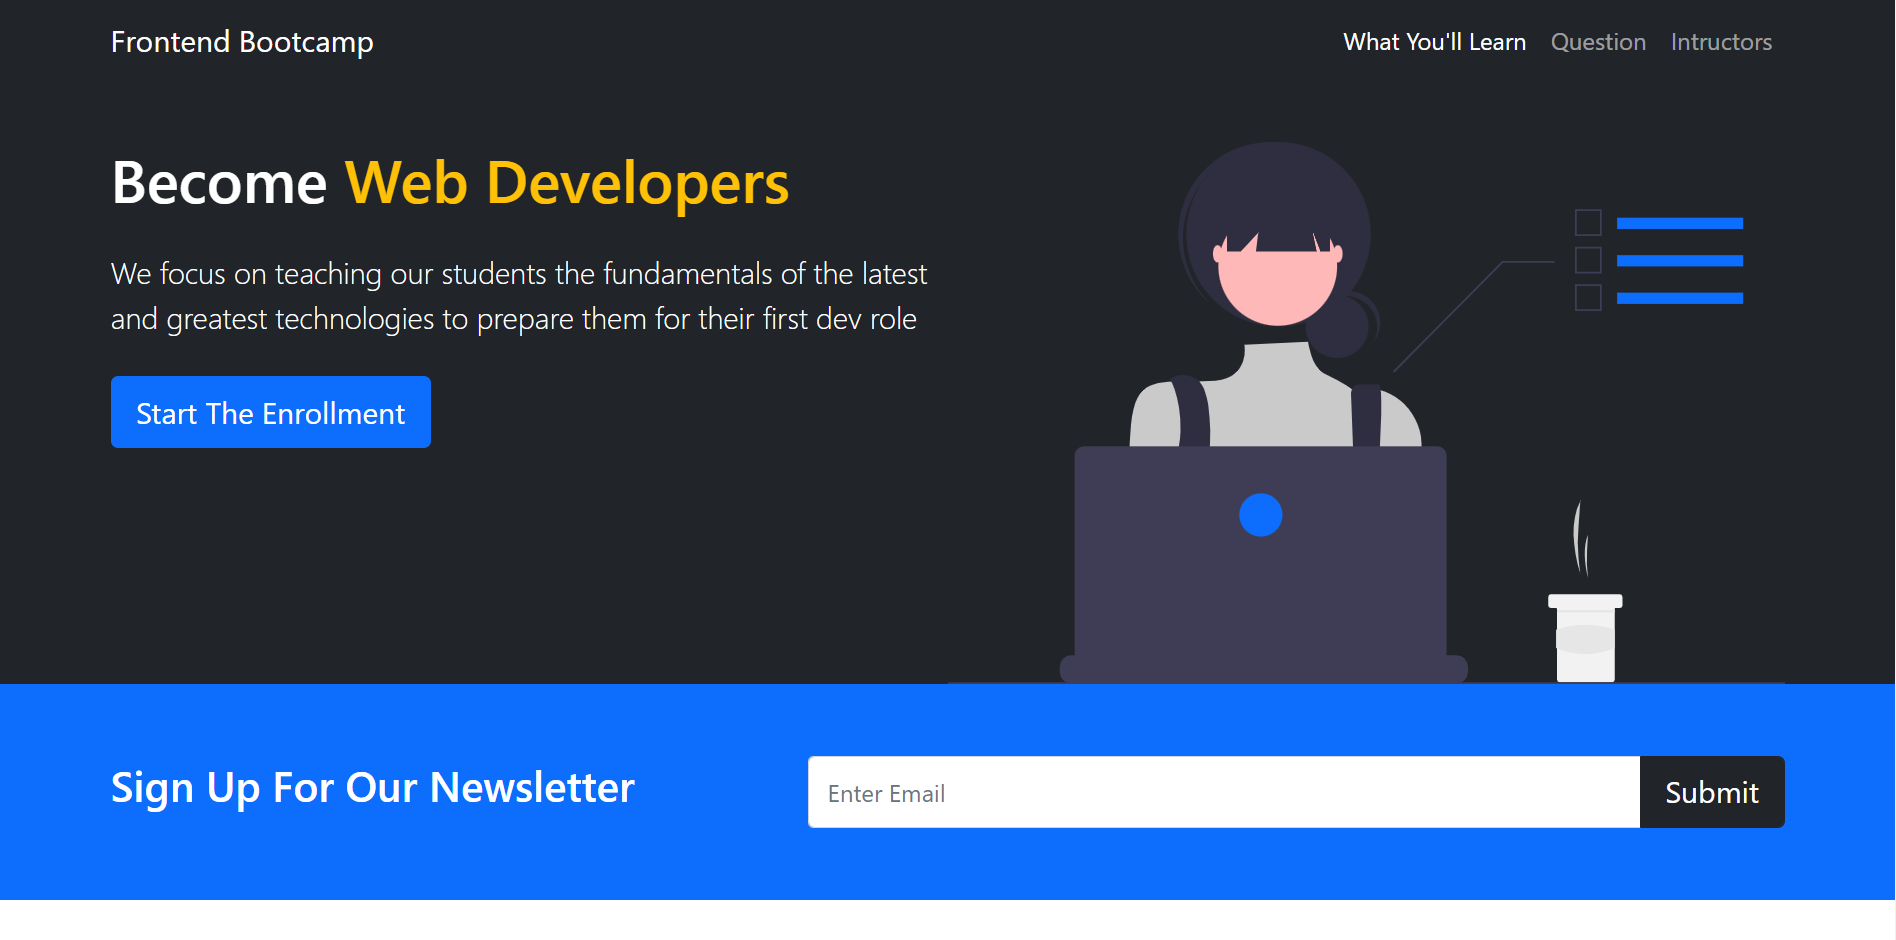 Frontend Bootcamp
What You'll Learn Question Intructors
Become Web Developers
We focus on teaching our students the fundamentals of the latest
and greatest technologies to prepare them for their first dev role
Start The Enrollment
Sign Up For Our Newsletter
Enter Email
Submit